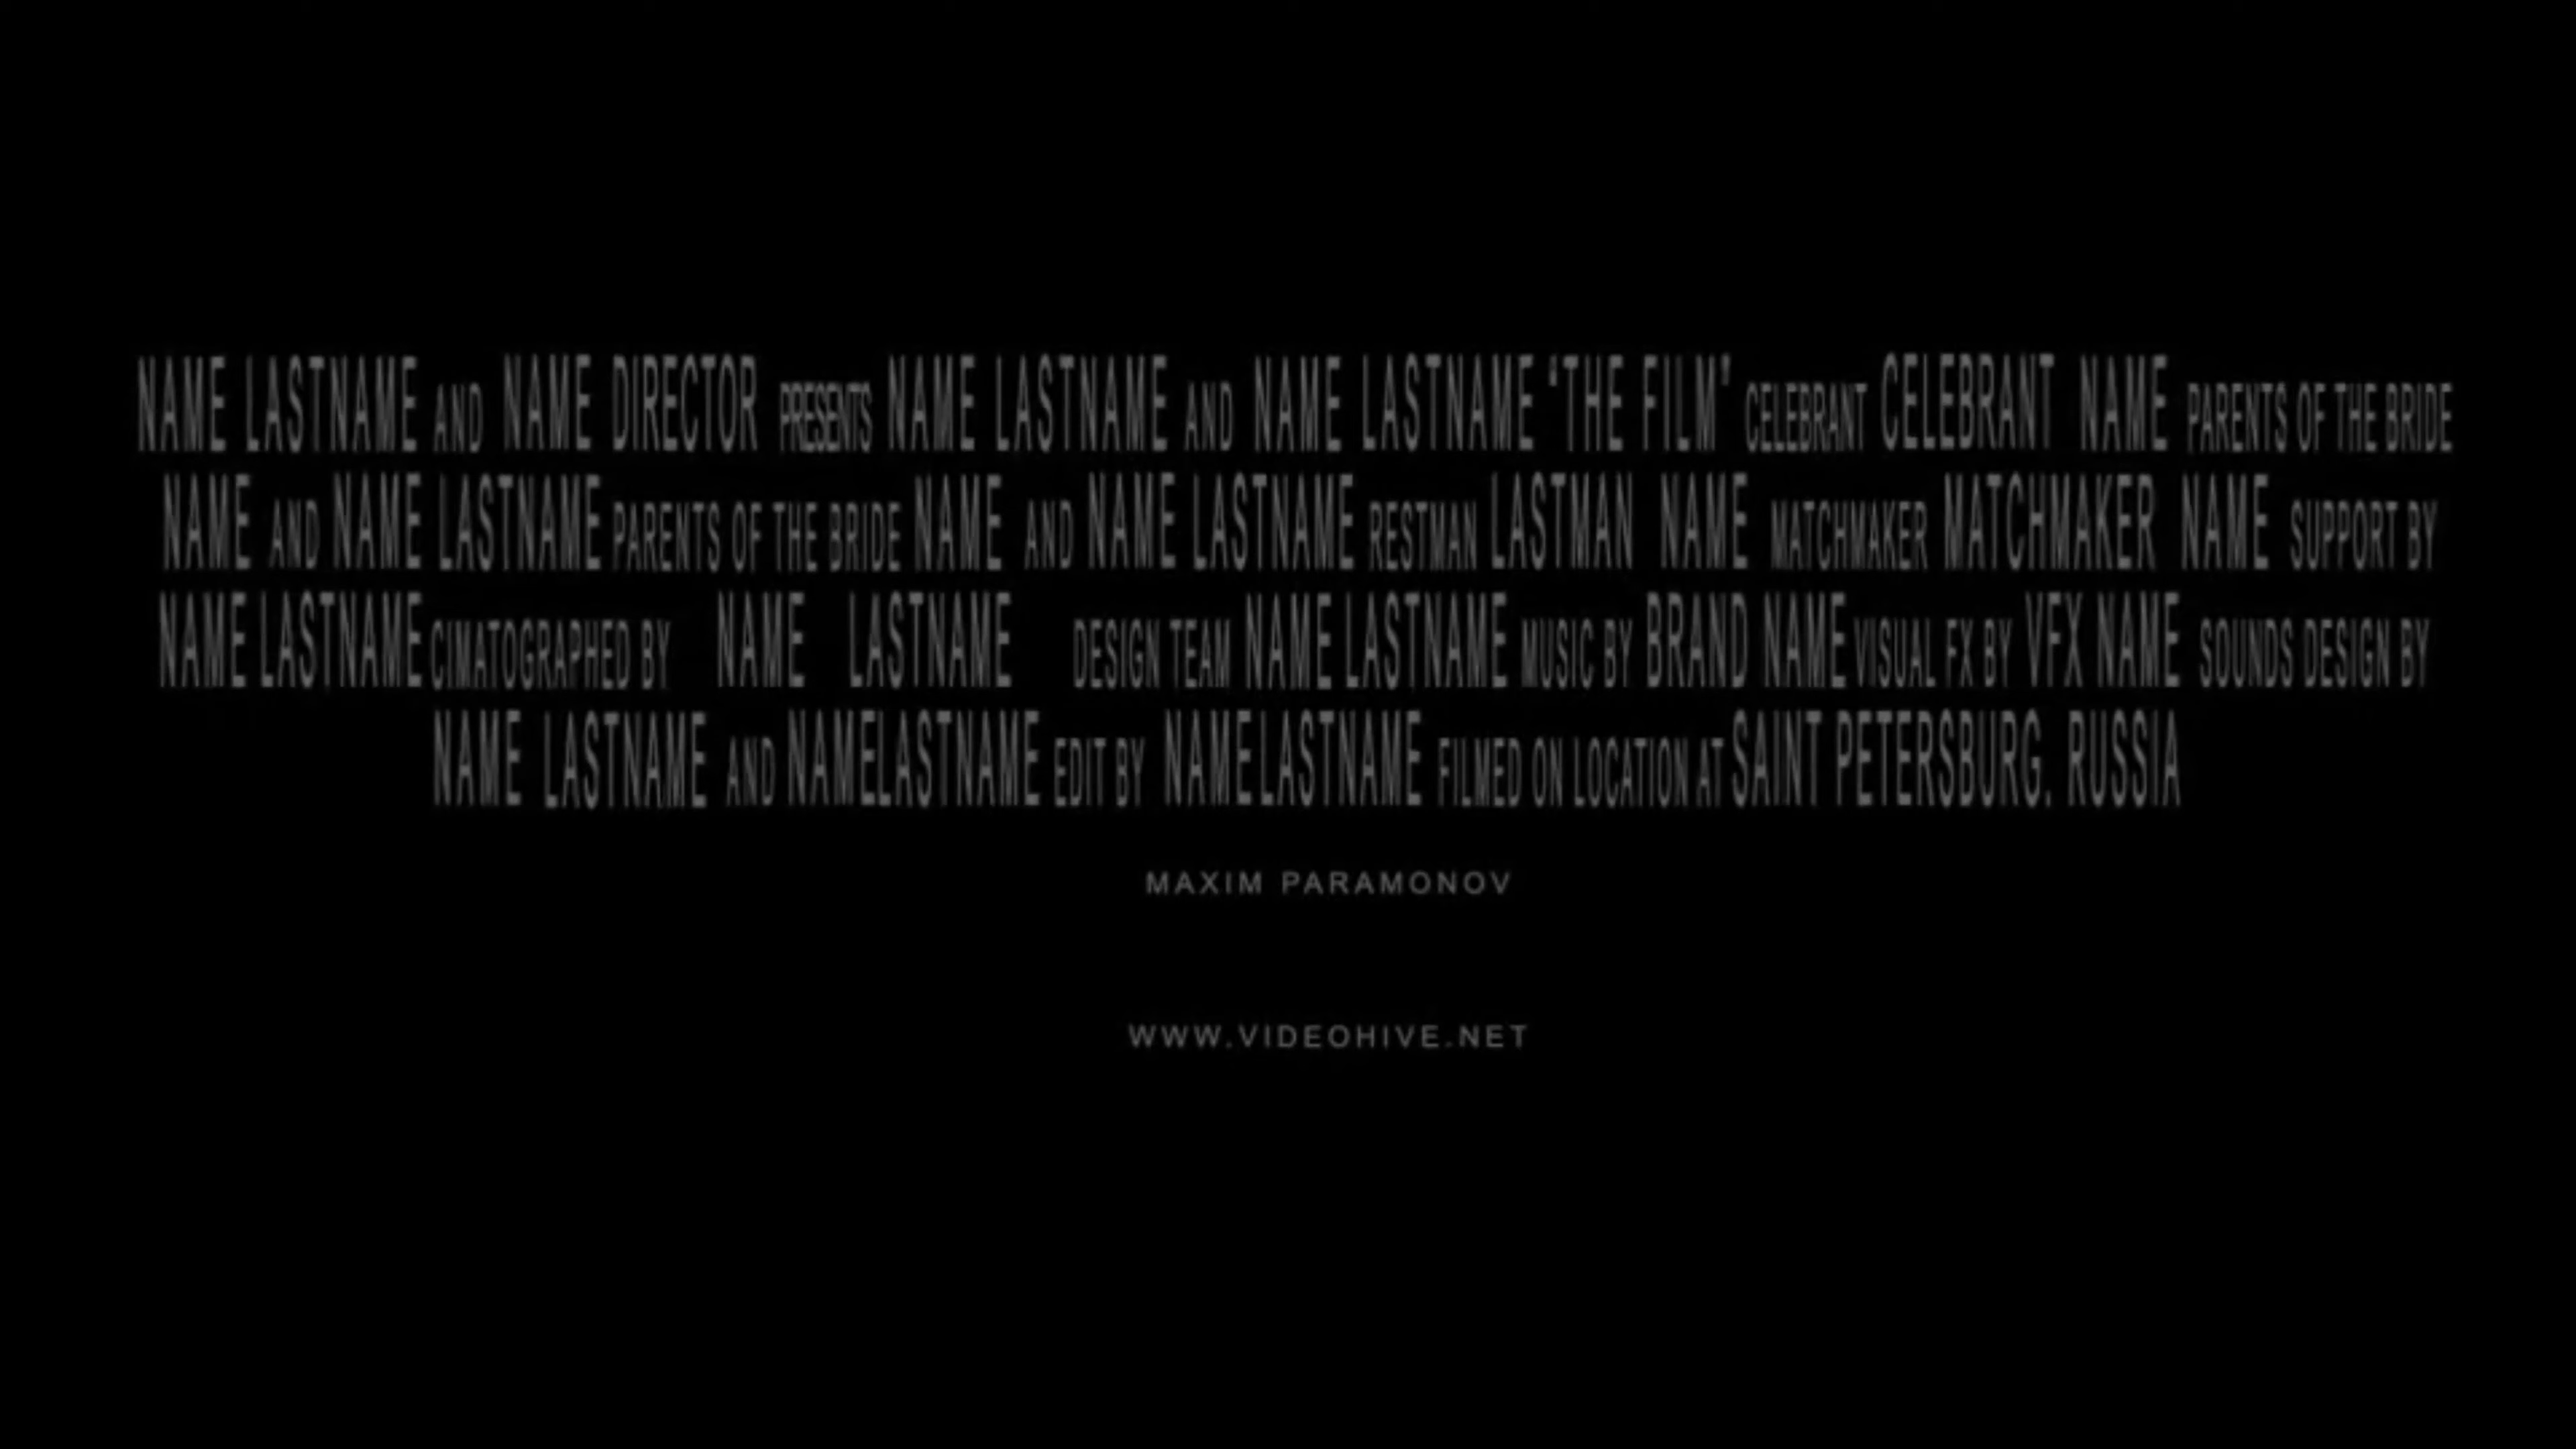 NAME LASTNAME AND NAME DIRECTOR PRESENTS NAME LASTNAME AND NAME LASTNAME "THE FILM" CELEBRANT CELEBRANT NAME PARENTS OF THE BRIDE
NAME AND NAME LASTNAME PARENTS OF THE BRIDE NAME AND NAME LASTNAME RESTMAN LASTMAN NAME MATCHMAKER MATCHMAKER NAME SUPPORT BY
NAME LASTNAME CIMATOGRAPHED BY NAME LASTNAME DESIGN TEAM NAME LASTNAME MUSIC BY BRAND NAME VISUAL FX BY VFX NAME SOUNDS DESIGN BY
NAME LASTNAME AND NAMELASTNAME EDIT BY NAMELASTNAME FILMED ON LOCATION AT SAINT PETERSBURG. RUSSIA
MAXIM PARAMONOV
WWW.VIDEOHIVE.NET